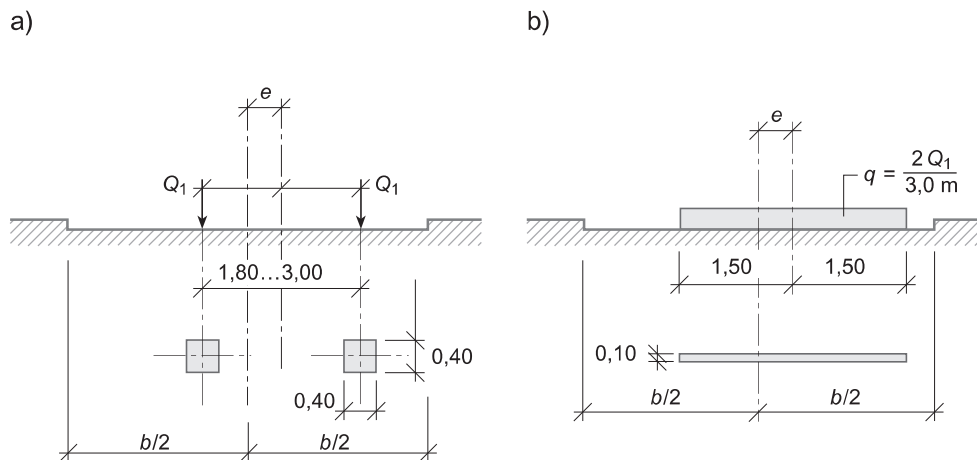 a)
e
Q1
Q1
1,80...3,00
0,40
0,40
b/2
b/2
b)
e
q = 2 Q1 / 3,0 m
1,50
1,50
0,10
b/2
b/2